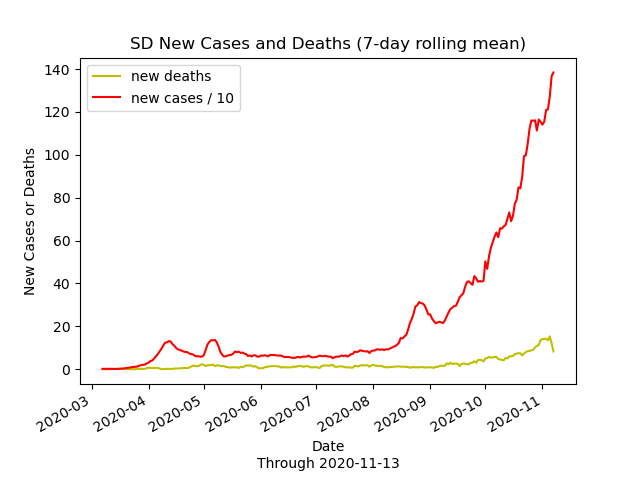 SD New Cases and Deaths (7-day rolling mean)
new deaths
new cases / 10
140
120
100
80
60
40
20
0
New Cases or Deaths
2020-03
2020-04
2020-05
2020-06
2020-07
2020-08
2020-09
2020-10
2020-11
Date
Through 2020-11-13